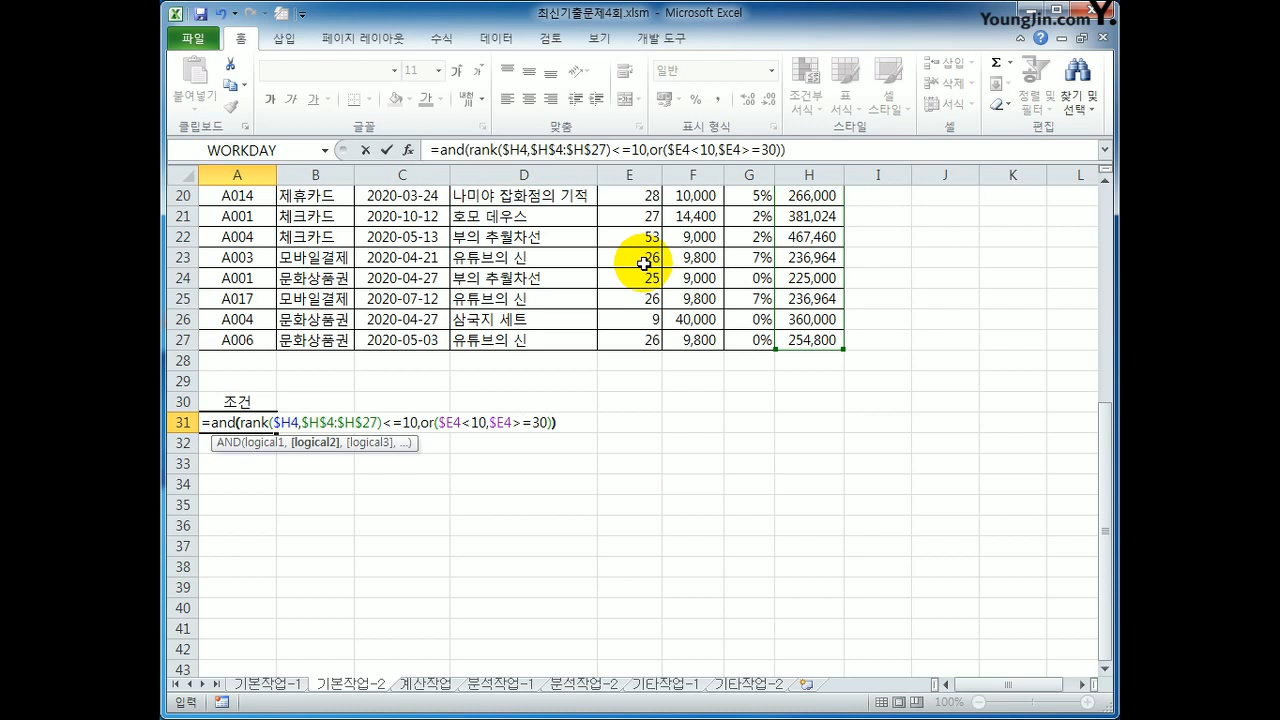 최신기출문제4회.xlsm - Microsoft Excel
YoungJin.com Y.
파일 홈 삽입 페이지 레이아웃 수식 데이터 검토 보기 개발 도구
11 가 가 일반 Σ 삽입
붙여넣기 가 가 가 가 내천 % , 조건부 서식 표 서식 셀 스타일 삭제 서식 정렬 및 필터 찾기 및 선택
클립보드 글꼴 맞춤 표시 형식 스타일 셀 편집
WORKDAY fx =and(rank($H4,$H$4:$H$27)<=10,or($E4<10,$E4>=30))
A B C D E F G H I J K L
20 A014 제휴카드 2020-03-24 나미야 잡화점의 기적 28 10,000 5% 266,000
21 A001 체크카드 2020-10-12 호모 데우스 27 14,400 2% 381,024
22 A004 체크카드 2020-05-13 부의 추월차선 53 9,000 2% 467,460
23 A003 모바일결제 2020-04-21 유튜브의 신 26 9,800 7% 236,964
24 A001 문화상품권 2020-04-27 부의 추월차선 25 9,000 0% 225,000
25 A017 모바일결제 2020-07-12 유튜브의 신 26 9,800 7% 236,964
26 A004 문화상품권 2020-04-27 삼국지 세트 9 40,000 0% 360,000
27 A006 문화상품권 2020-05-03 유튜브의 신 26 9,800 0% 254,800
28
29
30 조건
31 =and(rank($H4,$H$4:$H$27)<=10,or($E4<10,$E4>=30))
32 AND(logical1, [logical2], [logical3], ...)
33
34
35
36
37
38
39
40
41
42
43
기본작업-1 기본작업-2 계산작업 분석작업-1 분석작업-2 기타작업-1 기타작업-2
입력 100%